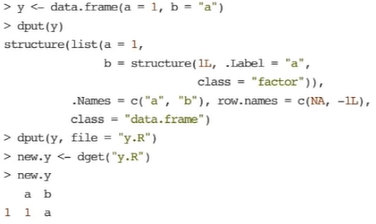 > y <- data.frame(a = 1, b = "a")
> dput(y)
structure(list(a = 1,
               b = structure(1L, .Label = "a",
                             class = "factor")),
          .Names = c("a", "b"), row.names = c(NA, -1L),
          class = "data.frame")
> dput(y, file = "y.R")
> new.y <- dget("y.R")
> new.y
  a b
1 1 a